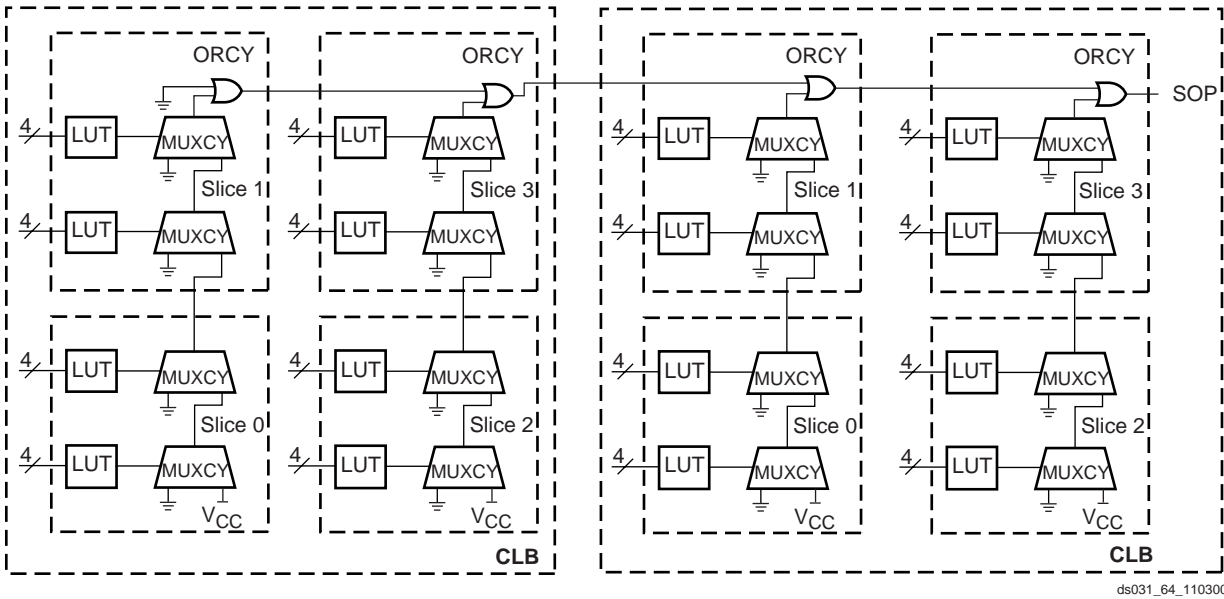 ORCY ORCY ORCY ORCY
SOP
4 LUT MUXCY 4 LUT MUXCY 4 LUT MUXCY 4 LUT MUXCY
Slice 1 Slice 3 Slice 1 Slice 3
4 LUT MUXCY 4 LUT MUXCY 4 LUT MUXCY 4 LUT MUXCY
4 LUT MUXCY 4 LUT MUXCY 4 LUT MUXCY 4 LUT MUXCY
Slice 0 Slice 2 Slice 0 Slice 2
4 LUT MUXCY 4 LUT MUXCY 4 LUT MUXCY 4 LUT MUXCY
VCC VCC VCC VCC
CLB CLB
ds031_64_110300